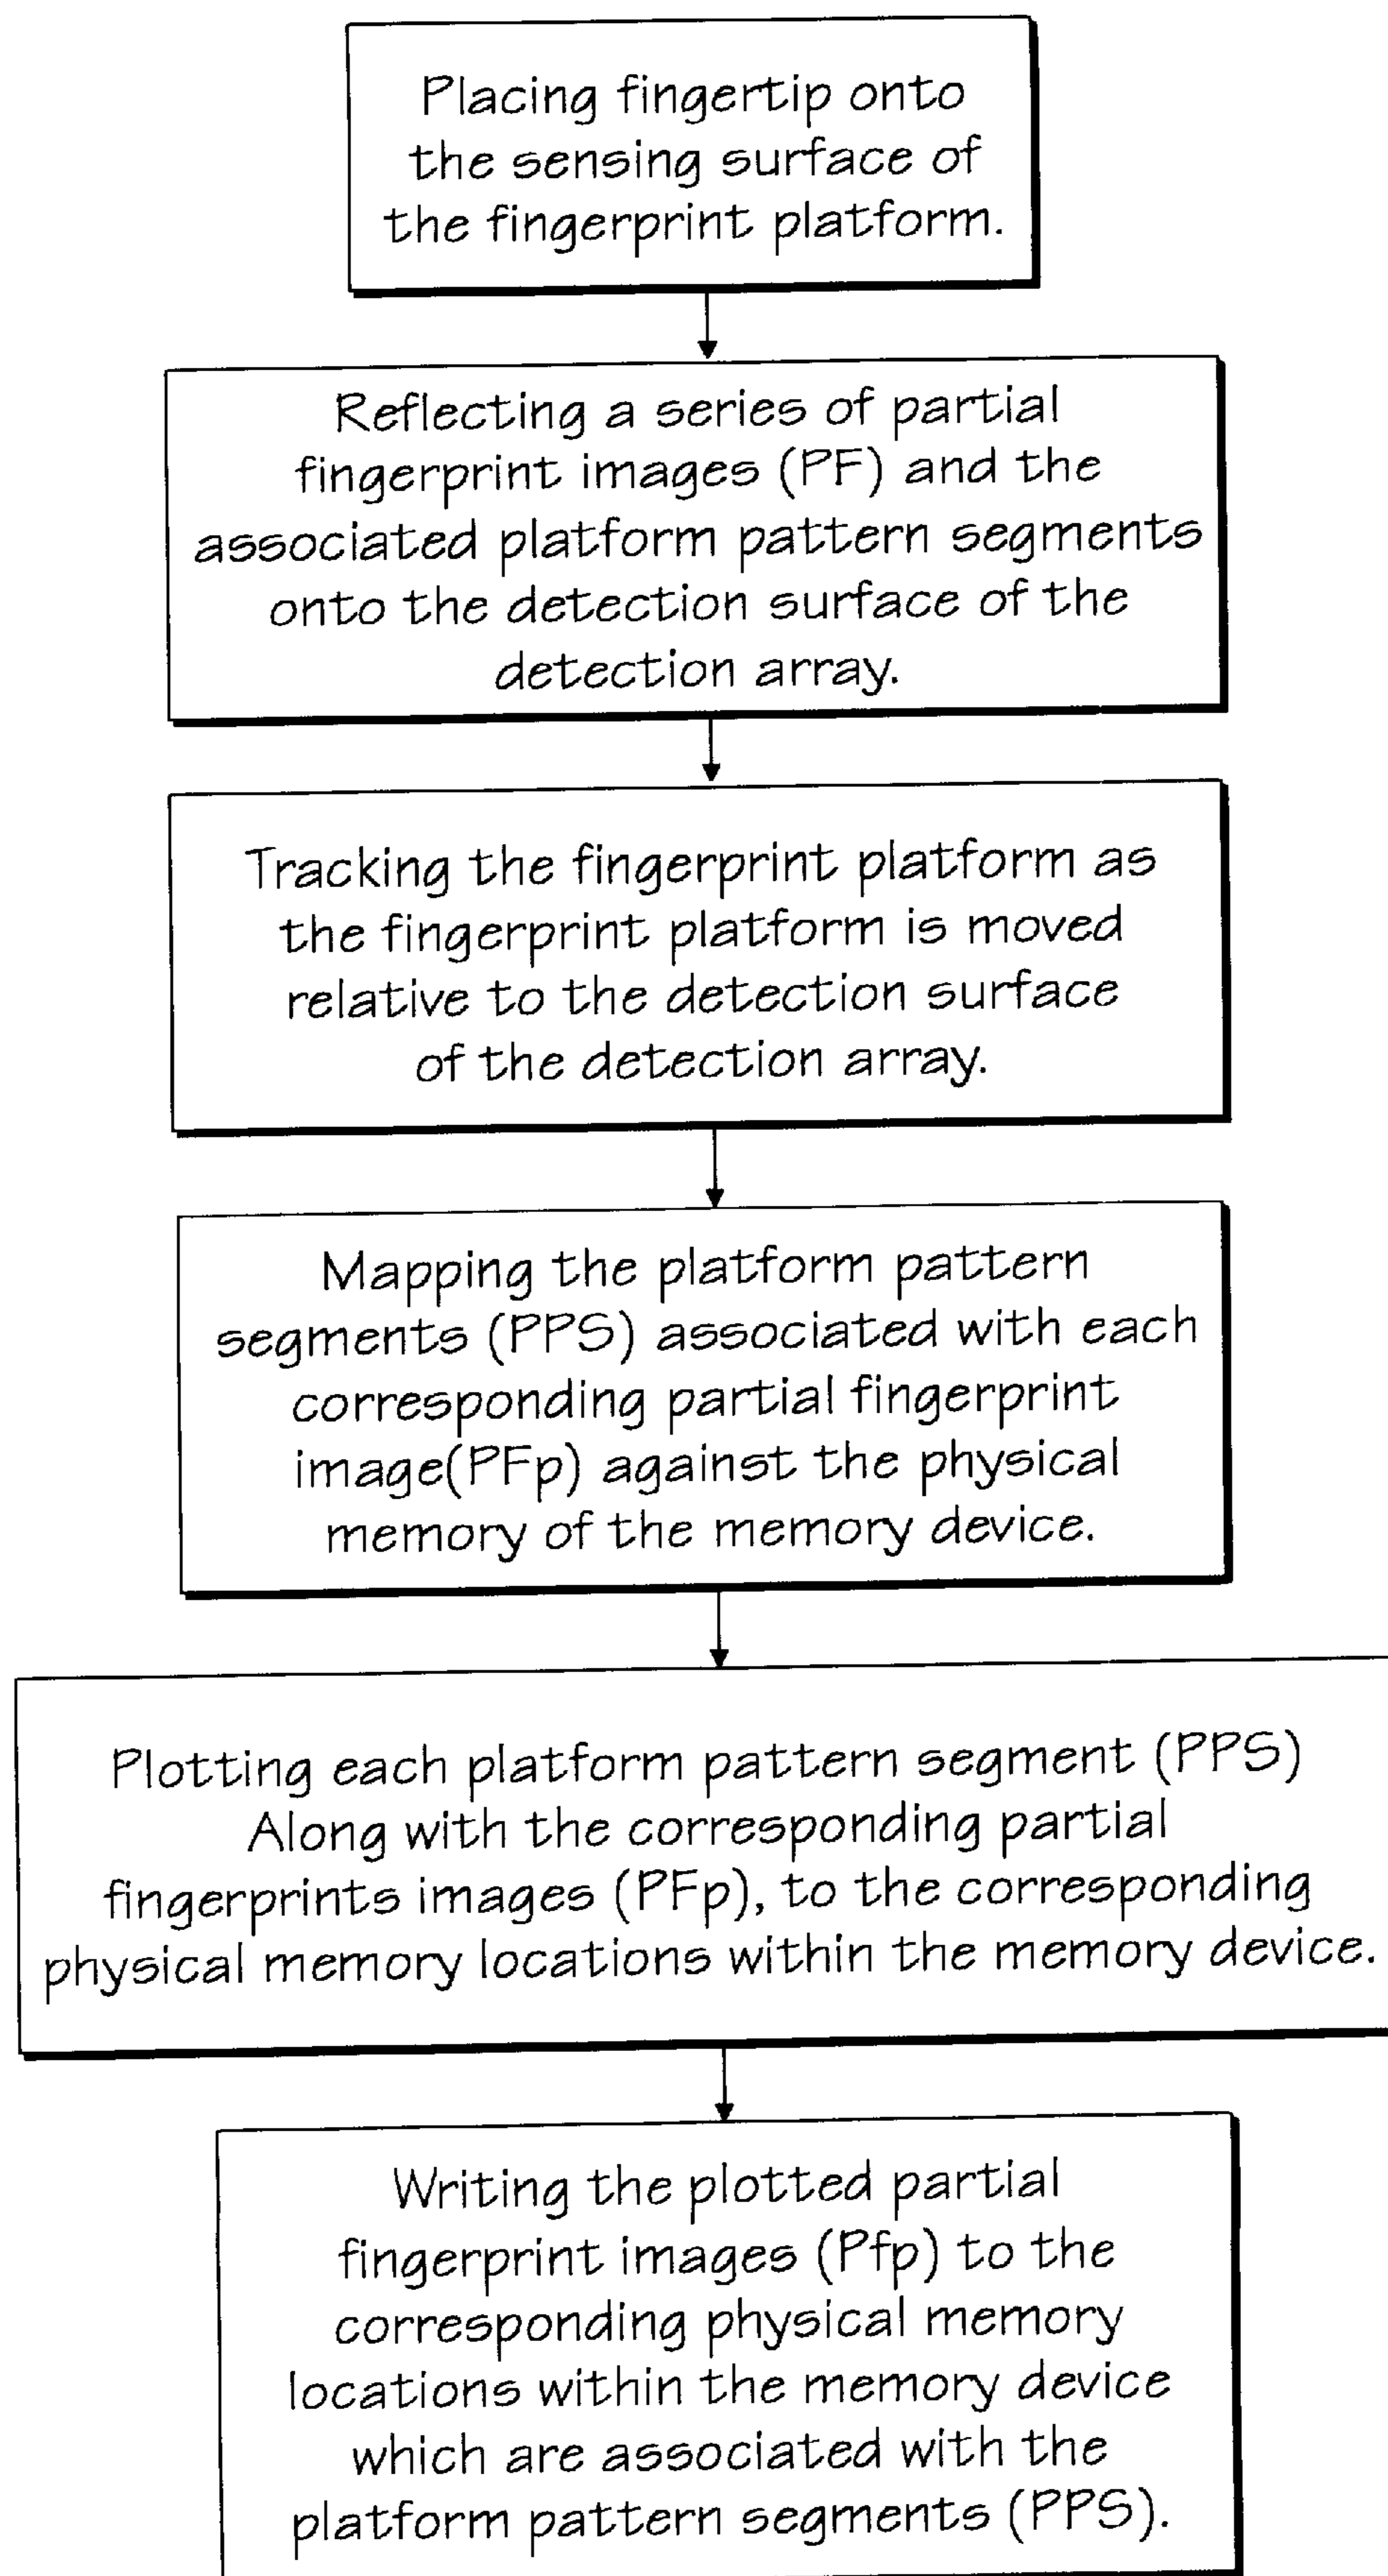 Placing fingertip onto
the sensing surface of
the fingerprint platform.
Reflecting a series of partial
fingerprint images (PF) and the
associated platform pattern segments
onto the detection surface of the
detection array.
Tracking the fingerprint platform as
the fingerprint platform is moved
relative to the detection surface
of the detection array.
Mapping the platform pattern
segments (PPS) associated with each
corresponding partial fingerprint
image(PFp) against the physical
memory of the memory device.
Plotting each platform pattern segment (PPS)
Along with the corresponding partial
fingerprints images (PFp), to the corresponding
physical memory locations within the memory device.
Writing the plotted partial
fingerprint images (Pfp) to the
corresponding physical memory
locations within the memory device
which are associated with the
platform pattern segments (PPS).